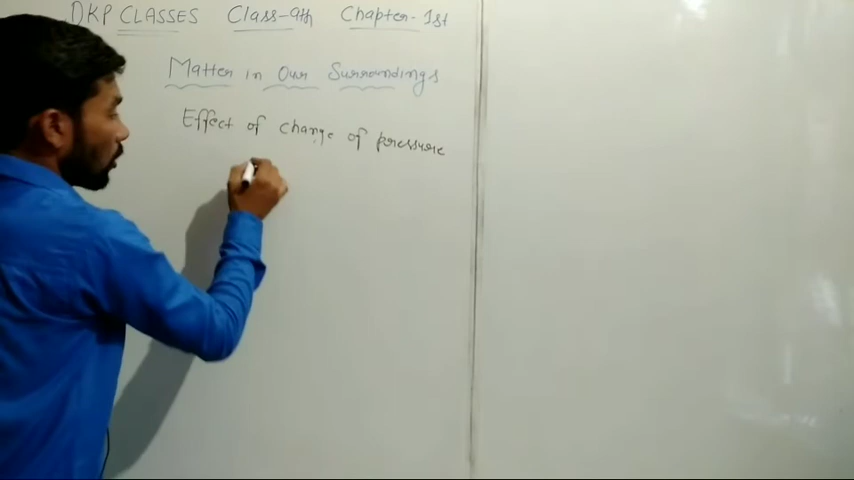 DKP CLASSES Class-9th Chapter-1st
Matter in Our Surroundings
Effect of change of pressure